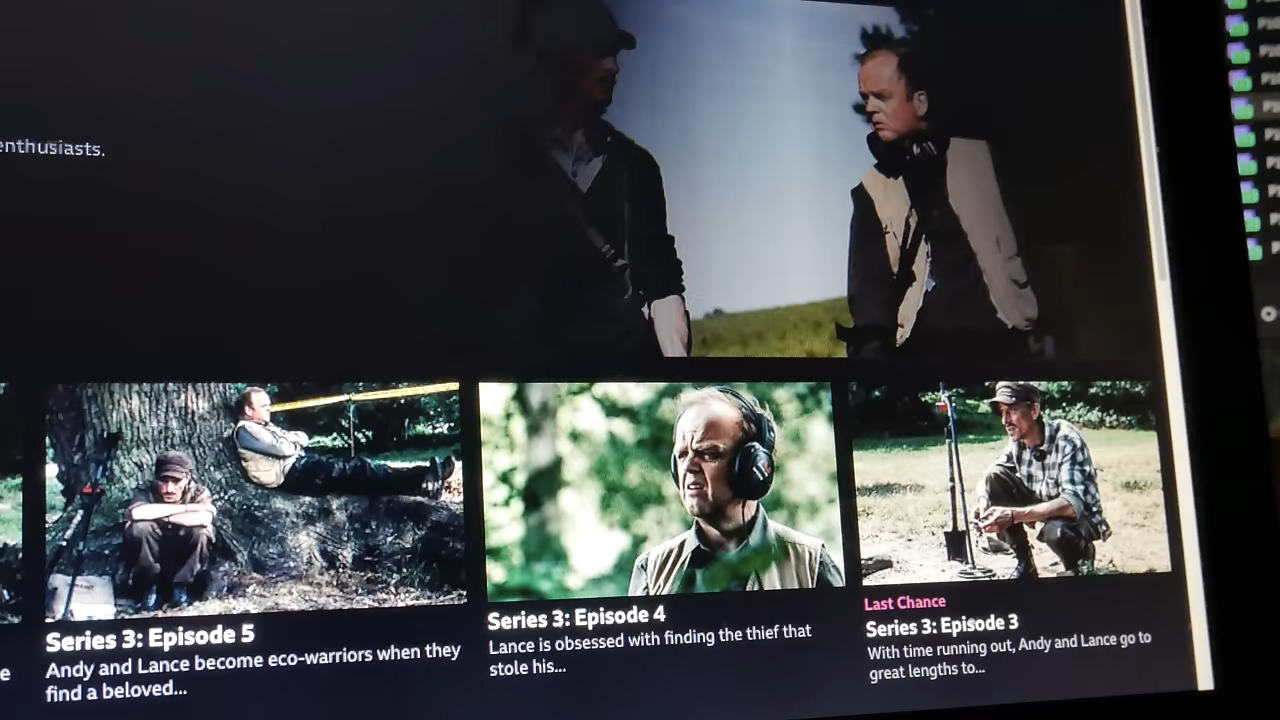 enthusiasts.
Series 3: Episode 5
Andy and Lance become eco-warriors when they
find a beloved...
Series 3: Episode 4
Lance is obsessed with finding the thief that
stole his...
Last Chance
Series 3: Episode 3
With time running out, Andy and Lance go to
great lengths to...
e